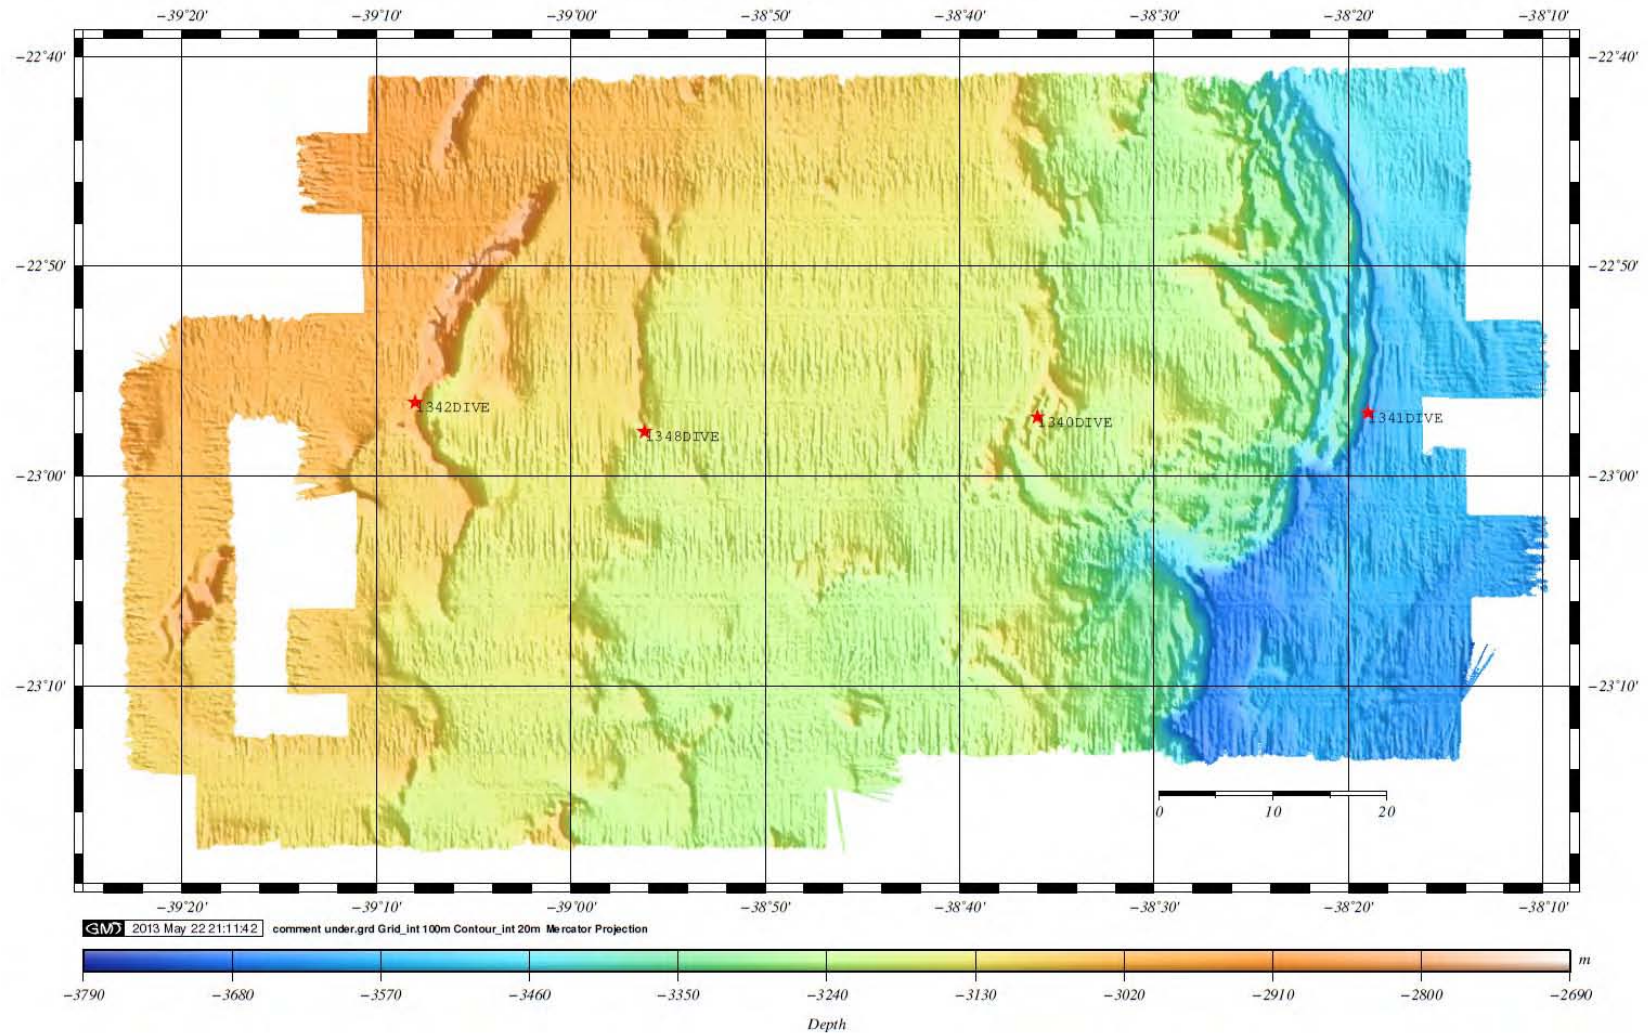 −39˚20' −39˚10' −39˚00' −38˚50' −38˚40' −38˚30' −38˚20' −38˚10'
−22˚40' −22˚40'
−22˚50' −22˚50'
1342DIVE
1348DIVE
1340DIVE
1341DIVE
−23˚00' −23˚00'
−23˚10' −23˚10'
0 10 20
−39˚20' −39˚10' −39˚00' −38˚50' −38˚40' −38˚30' −38˚20' −38˚10'
GMT 2013 May 22 21:11:42 comment under.grd Grid_int 100m Contour_int 20m Mercator Projection
m
−3790 −3680 −3570 −3460 −3350 −3240 −3130 −3020 −2910 −2800 −2690
Depth